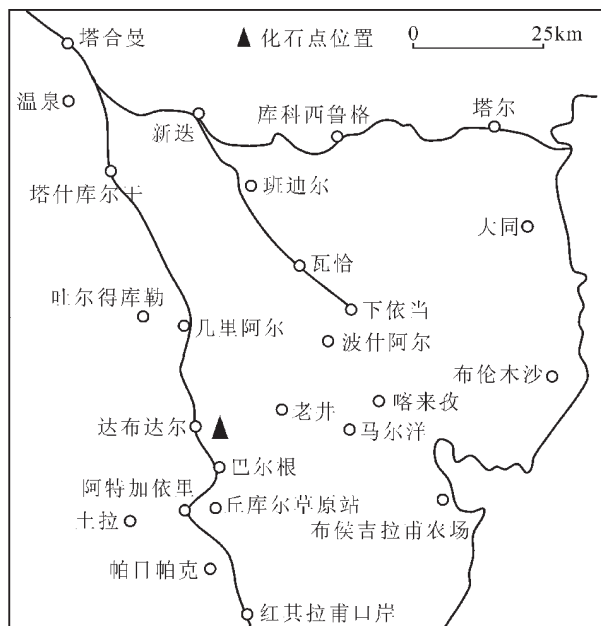 塔合曼
▲ 化石点位置
0 25km
温泉
新迭
库科西鲁格
塔尔
塔什库尔干
班迪尔
大同
瓦恰
吐尔得库勒
几里阿尔
下依当
波什阿尔
布伦木沙
老井
喀来孜
达布达尔
马尔洋
巴尔根
阿特加依里
丘库尔草原站
土拉
布侯吉拉甫农场
帕日帕克
红其拉甫口岸